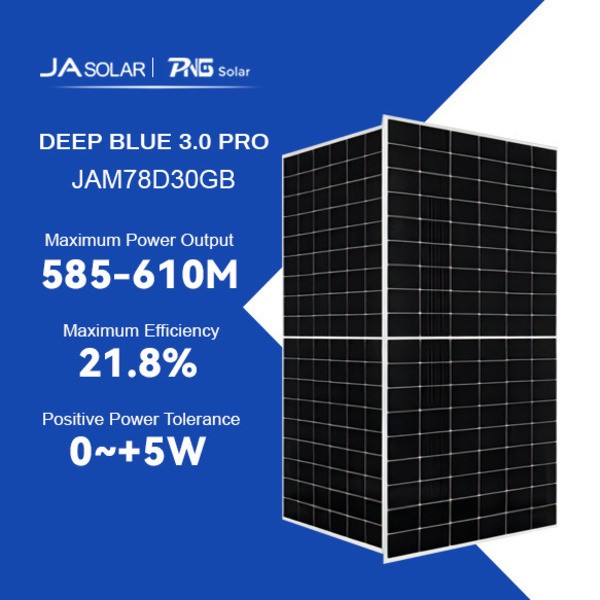 JA SOLAR | PNG Solar
DEEP BLUE 3.0 PRO
JAM78D30GB
Maximum Power Output
585-610M
Maximum Efficiency
21.8%
Positive Power Tolerance
0~+5W